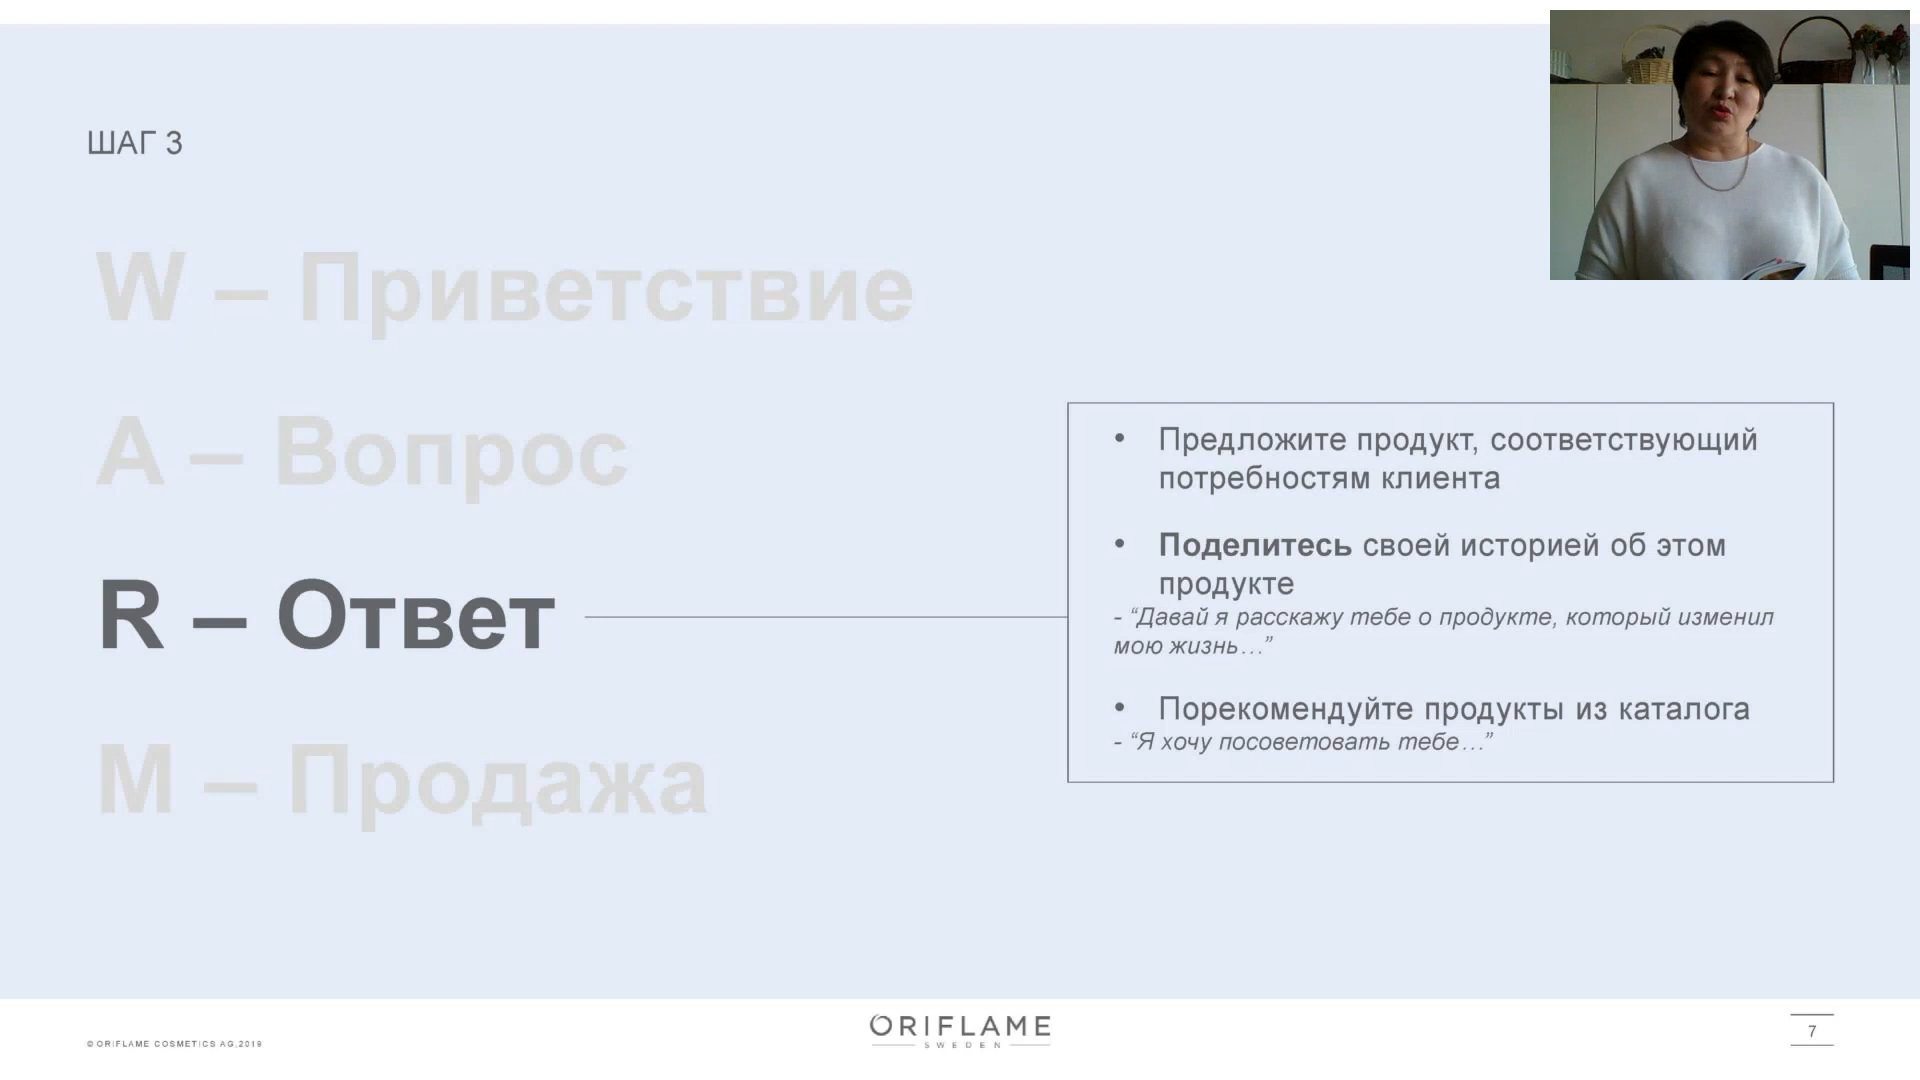 ШАГ 3
W – Приветствие
A – Вопрос
R – Ответ
M – Продажа
• Предложите продукт, соответствующий
потребностям клиента
• Поделитесь своей историей об этом
продукте
- “Давай я расскажу тебе о продукте, который изменил
мою жизнь…”
• Порекомендуйте продукты из каталога
- “Я хочу посоветовать тебе…”
© ORIFLAME COSMETICS AG,2019
ORIFLAME
SWEDEN
7